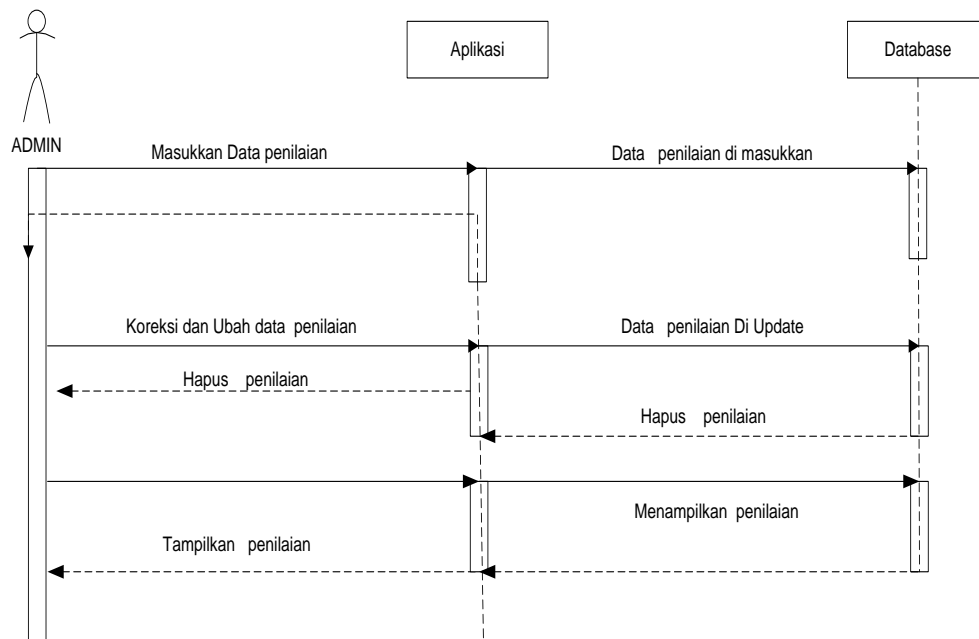 Aplikasi
Database
ADMIN
Masukkan Data penilaian
Data penilaian di masukkan
Koreksi dan Ubah data penilaian
Data penilaian Di Update
Hapus penilaian
Hapus penilaian
Menampilkan penilaian
Tampilkan penilaian